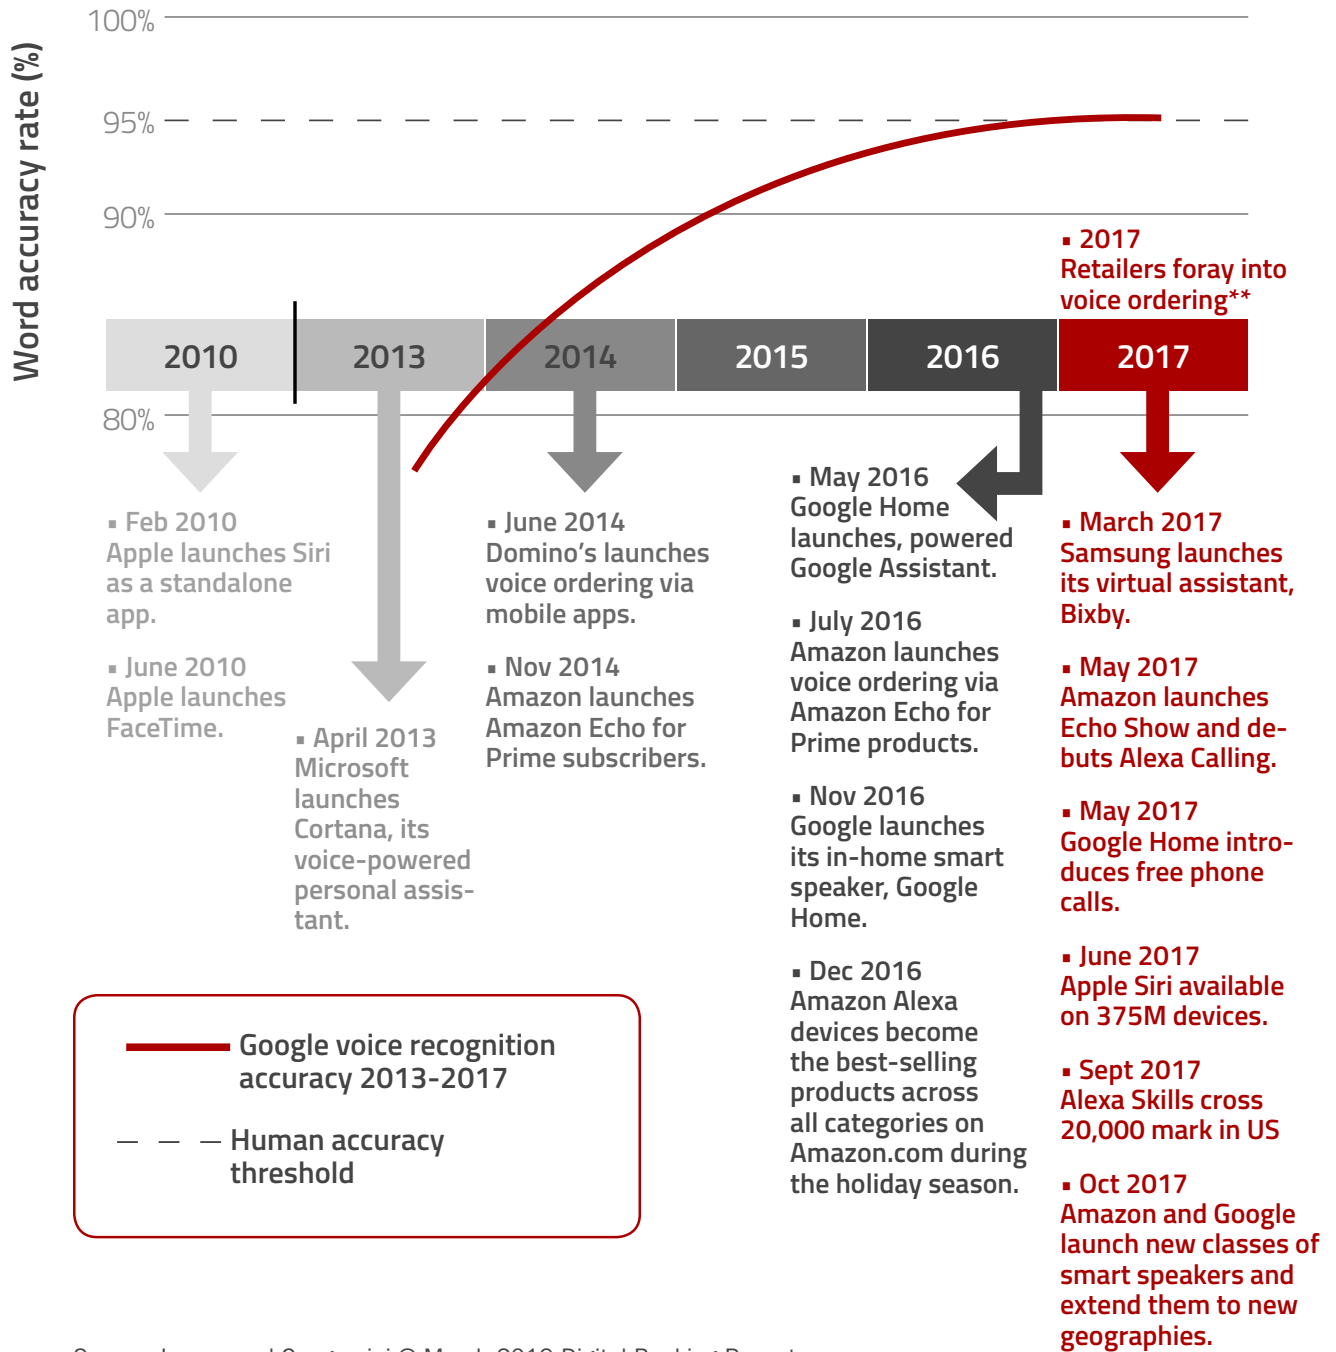 Word accuracy rate (%)
100%
95%
90%
80%
▪ 2017
Retailers foray into
voice ordering**
2010
2013
2014
2015
2016
2017
▪ Feb 2010
Apple launches Siri
as a standalone
app.
▪ June 2010
Apple launches
FaceTime.
▪ April 2013
Microsoft
launches
Cortana, its
voice-powered
personal assis-
tant.
▪ June 2014
Domino’s launches
voice ordering via
mobile apps.
▪ Nov 2014
Amazon launches
Amazon Echo for
Prime subscribers.
▪ May 2016
Google Home
launches, powered
Google Assistant.
▪ July 2016
Amazon launches
voice ordering via
Amazon Echo for
Prime products.
▪ Nov 2016
Google launches
its in-home smart
speaker, Google
Home.
▪ Dec 2016
Amazon Alexa
devices become
the best-selling
products across
all categories on
Amazon.com during
the holiday season.
▪ March 2017
Samsung launches
its virtual assistant,
Bixby.
▪ May 2017
Amazon launches
Echo Show and de-
buts Alexa Calling.
▪ May 2017
Google Home intro-
duces free phone
calls.
▪ June 2017
Apple Siri available
on 375M devices.
▪ Sept 2017
Alexa Skills cross
20,000 mark in US
▪ Oct 2017
Amazon and Google
launch new classes of
smart speakers and
extend them to new
geographies.
Google voice recognition
accuracy 2013-2017
Human accuracy
threshold